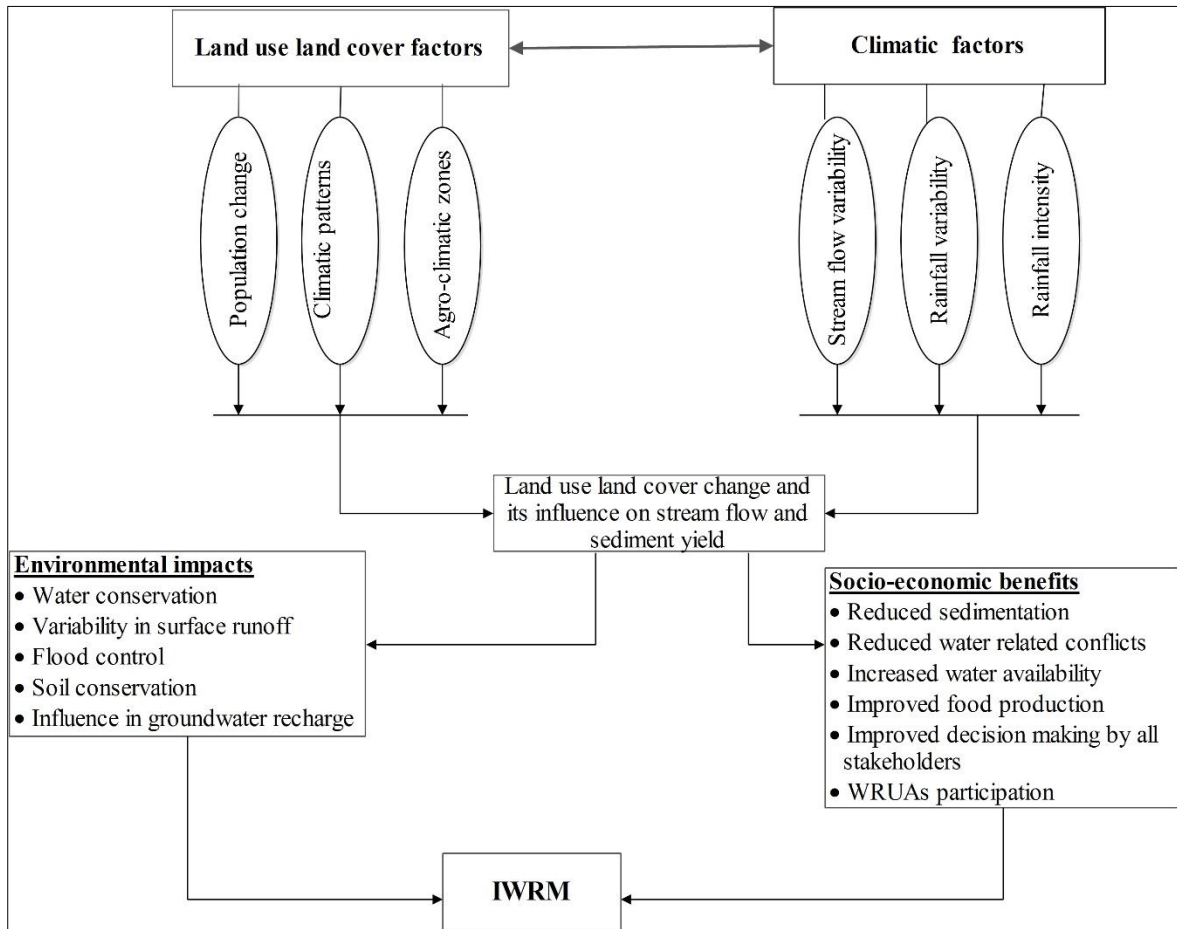 Land use land cover factors
Climatic  factors
Population change
Climatic patterns
Agro-climatic zones
Stream flow variability
Rainfall variability
Rainfall intensity
Land use land cover change and
its influence on stream flow and
sediment yield
Environmental impacts
• Water conservation
• Variability in surface runoff
• Flood control
• Soil conservation
• Influence in groundwater recharge
Socio-economic benefits
• Reduced sedimentation
• Reduced water related conflicts
• Increased water availability
• Improved food production
• Improved decision making by all
stakeholders
• WRUAs participation
IWRM